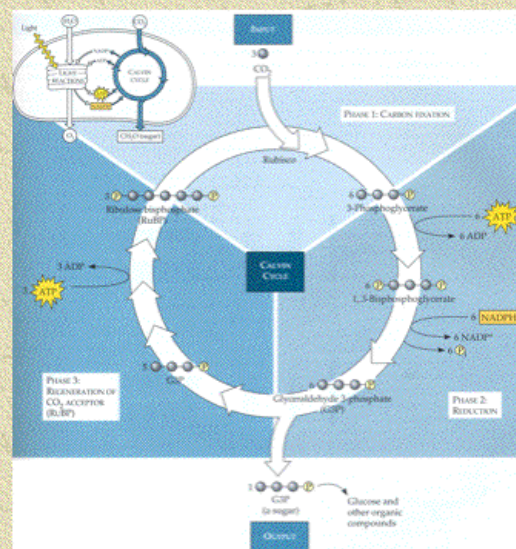 Light
H₂O
CO₂
LIGHT
REACTIONS
CALVIN
CYCLE
O₂
CH₂O (sugar)
INPUT
3
CO₂
PHASE 1: CARBON FIXATION
Rubisco
3 P P
Ribulose bisphosphate
(RuBP)
6 P
3-Phosphoglycerate
6 ATP
6 ADP
CALVIN
CYCLE
6 P P
1,3-Bisphosphoglycerate
6 NADPH
6 NADP⁺
6 Pᵢ
3 ADP
3 ATP
5 P
G3P
6 P
Glyceraldehyde 3-phosphate
(G3P)
PHASE 3:
REGENERATION OF
CO₂ ACCEPTOR
(RuBP)
PHASE 2:
REDUCTION
1 P
G3P
(a sugar)
Glucose and
other organic
compounds
OUTPUT